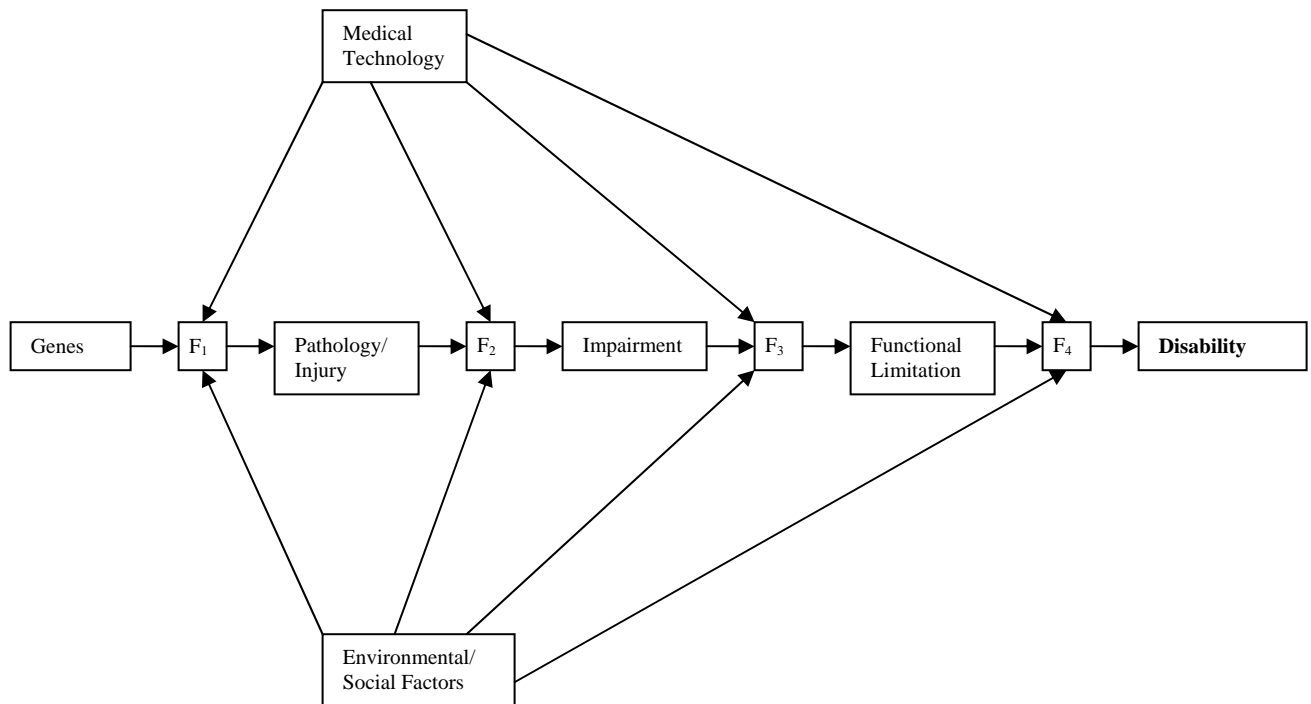 Medical
Technology
Genes
F₁
Pathology/
Injury
F₂
Impairment
F₃
Functional
Limitation
F₄
Disability
Environmental/
Social Factors